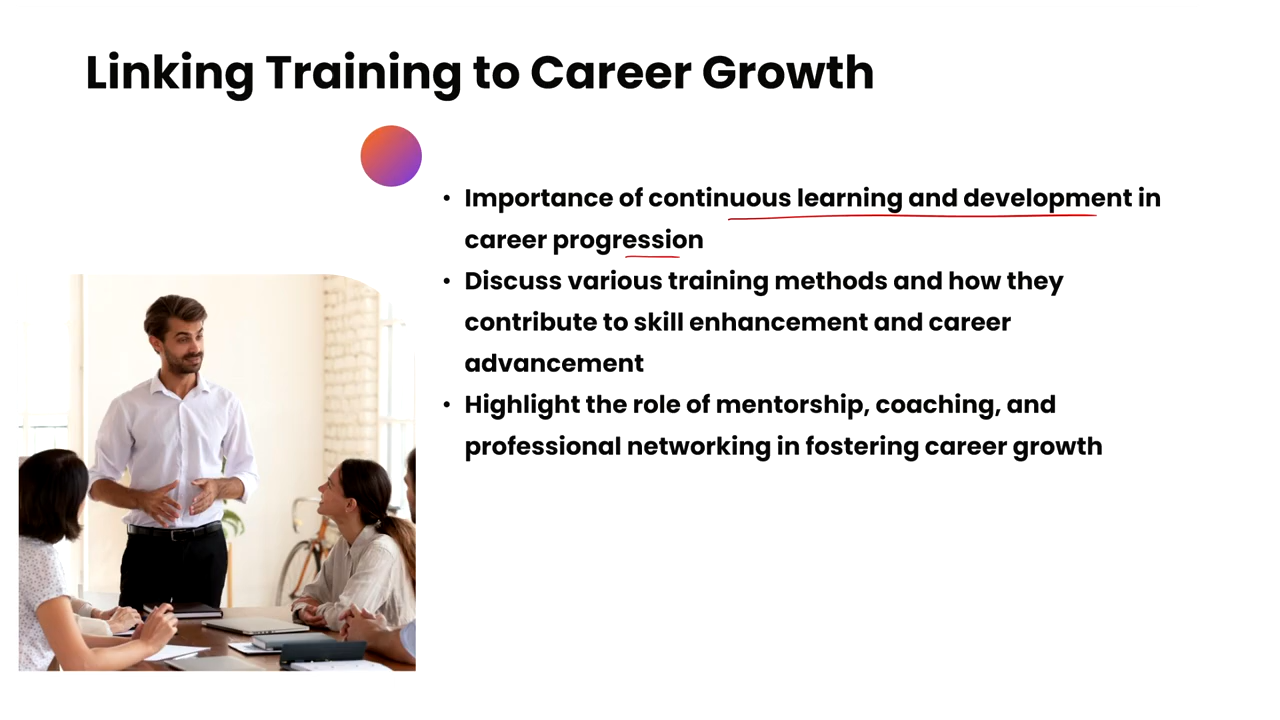 Linking Training to Career Growth
• Importance of continuous learning and development in
career progression
• Discuss various training methods and how they
contribute to skill enhancement and career
advancement
• Highlight the role of mentorship, coaching, and
professional networking in fostering career growth